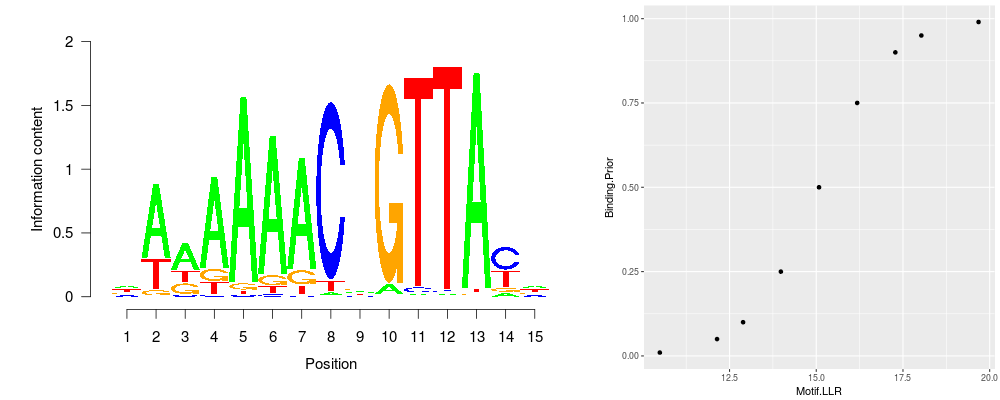 2
1.5
1
0.5
0
Information content
1 2 3 4 5 6 7 8 9 10 11 12 13 14 15
Position
A T A T G A G T A G A G T A G T C T G A T T A C T G
1.00
0.75
0.50
0.25
0.00
Binding.Prior
12.5 15.0 17.5 20.0
Motif.LLR